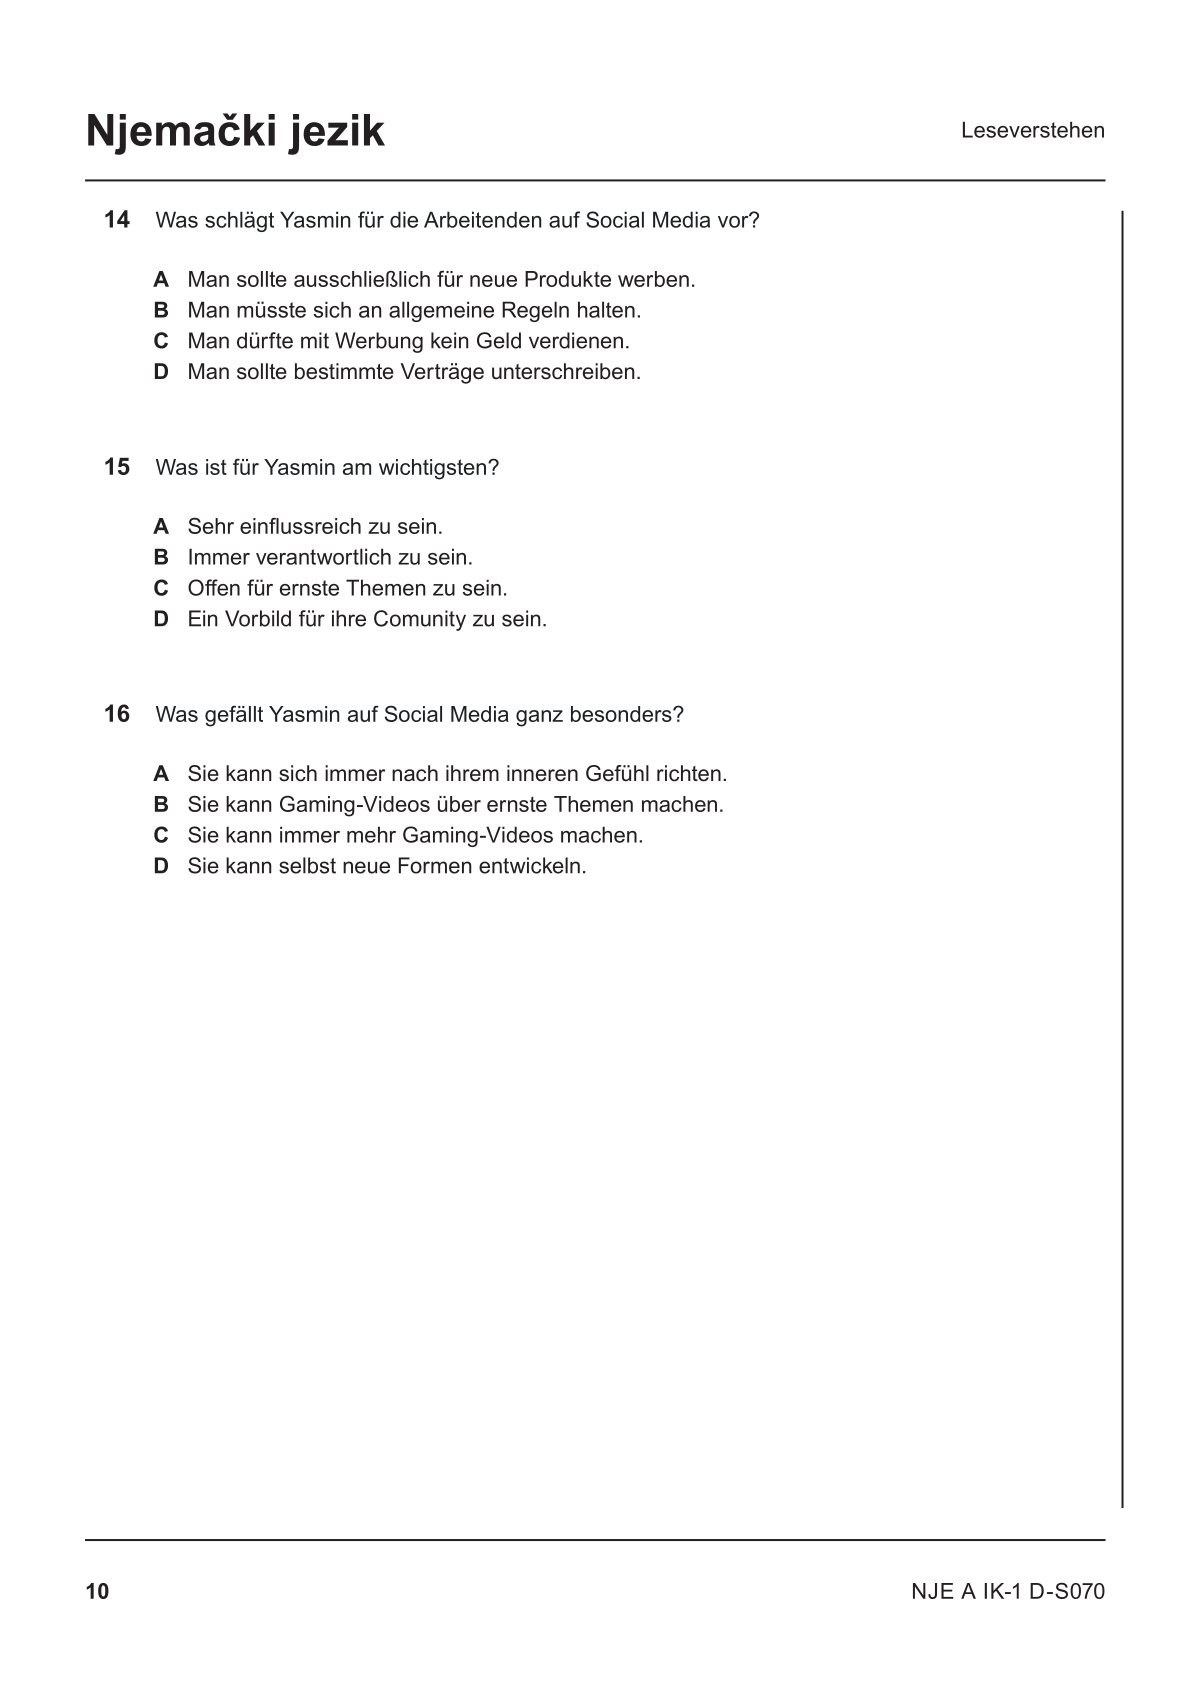 Njemački jezik
Leseverstehen
14 Was schlägt Yasmin für die Arbeitenden auf Social Media vor?
A Man sollte ausschließlich für neue Produkte werben.
B Man müsste sich an allgemeine Regeln halten.
C Man dürfte mit Werbung kein Geld verdienen.
D Man sollte bestimmte Verträge unterschreiben.
15 Was ist für Yasmin am wichtigsten?
A Sehr einflussreich zu sein.
B Immer verantwortlich zu sein.
C Offen für ernste Themen zu sein.
D Ein Vorbild für ihre Comunity zu sein.
16 Was gefällt Yasmin auf Social Media ganz besonders?
A Sie kann sich immer nach ihrem inneren Gefühl richten.
B Sie kann Gaming-Videos über ernste Themen machen.
C Sie kann immer mehr Gaming-Videos machen.
D Sie kann selbst neue Formen entwickeln.
10
NJE A IK-1 D-S070